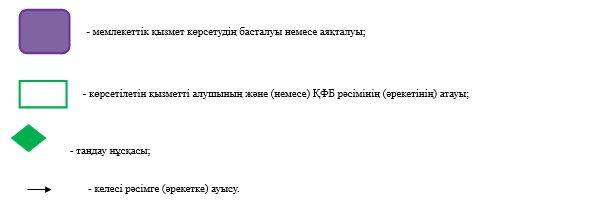 - мемлекеттік қызмет көрсетудің басталуы немесе аяқталуы;
- көрсетілетін қызметті алушының және (немесе) ҚФБ рәсімінің (әрекетінің) атауы;
- таңдау нұсқасы;
- келесі рәсімге (әрекетке) ауысу.